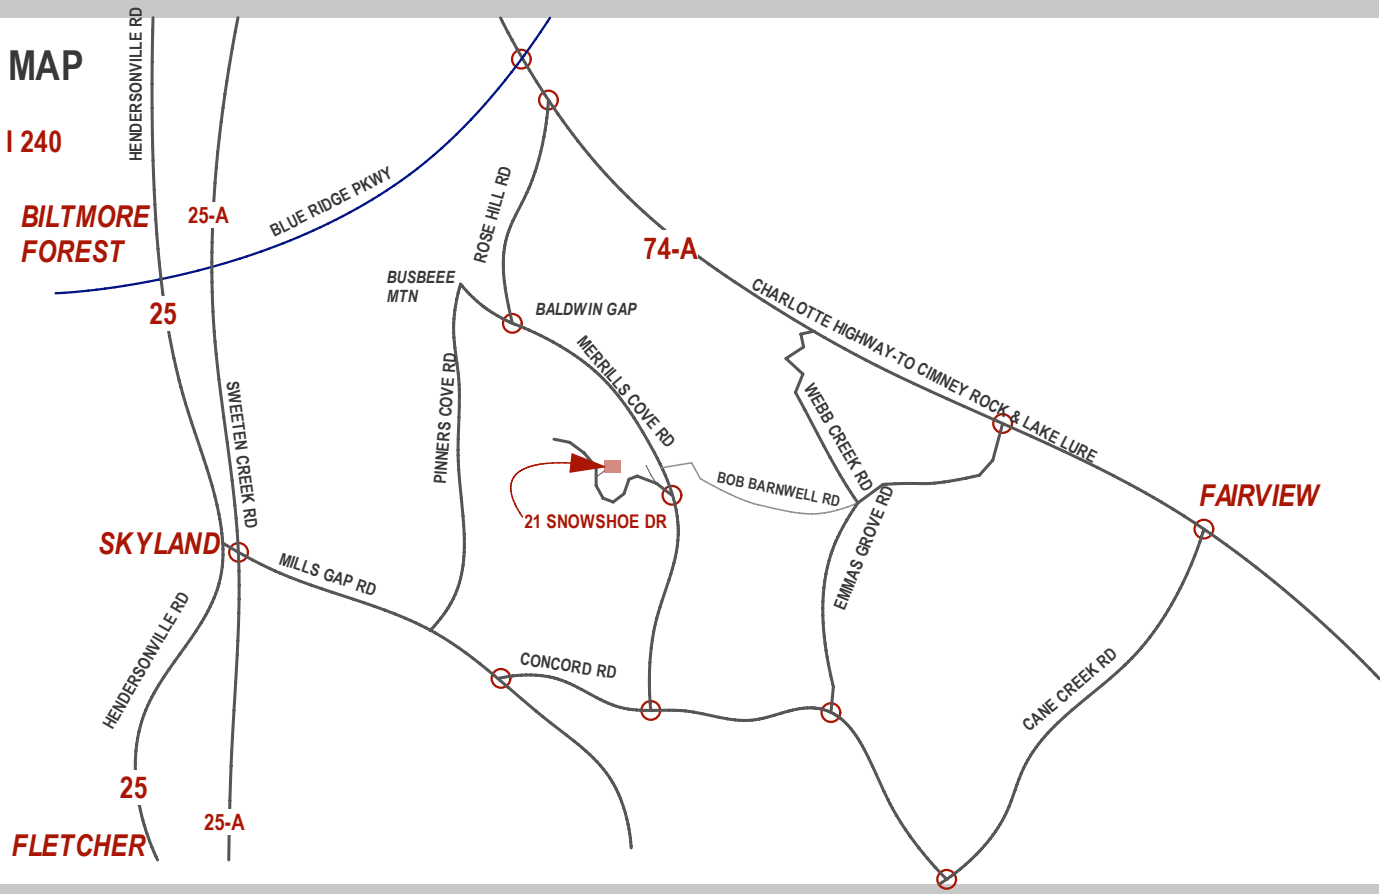 MAP
HENDERSONVILLE RD
I 240
BILTMORE
FOREST
25-A
BLUE RIDGE PKWY
ROSE HILL RD
74-A
25
BUSBEEE
MTN
BALDWIN GAP
CHARLOTTE HIGHWAY-TO CIMNEY ROCK & LAKE LURE
MERRILLS COVE RD
PINNERS COVE RD
SWEETEN CREEK RD
WEBB CREEK RD
BOB BARNWELL RD
FAIRVIEW
21 SNOWSHOE DR
SKYLAND
EMMAS GROVE RD
MILLS GAP RD
HENDERSONVILLE RD
CONCORD RD
CANE CREEK RD
25
25-A
FLETCHER